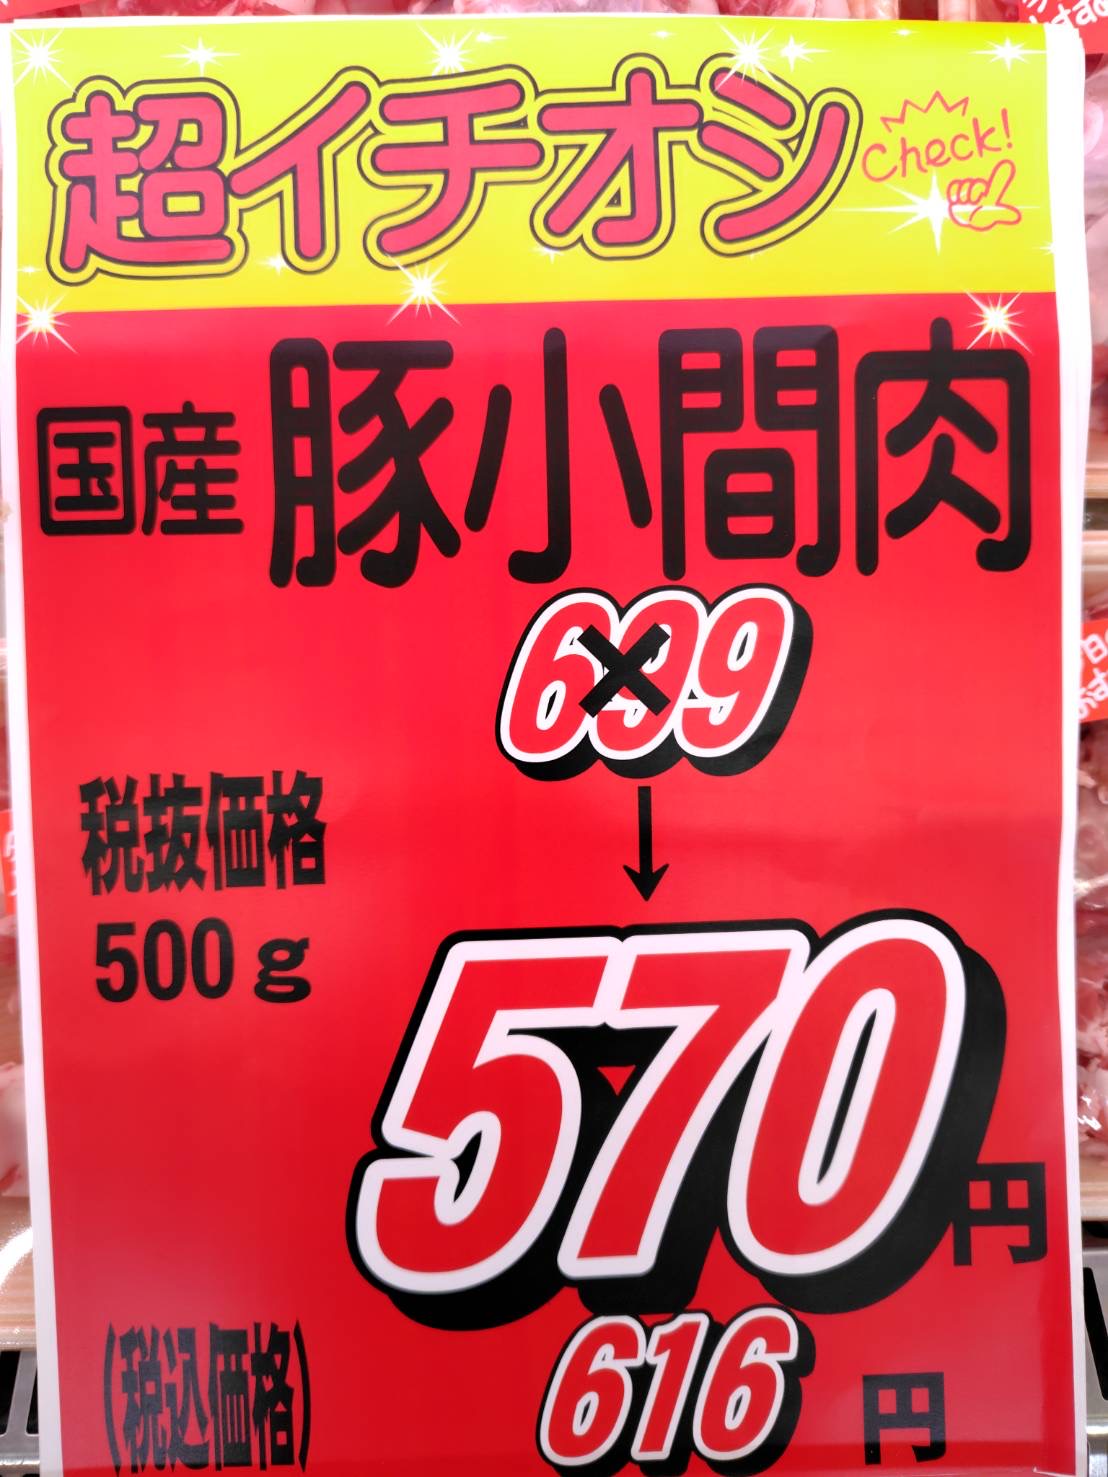 超イチオシ
Check!
国産 豚小間肉
699
税抜価格
500g
570円
(税込価格)
616円